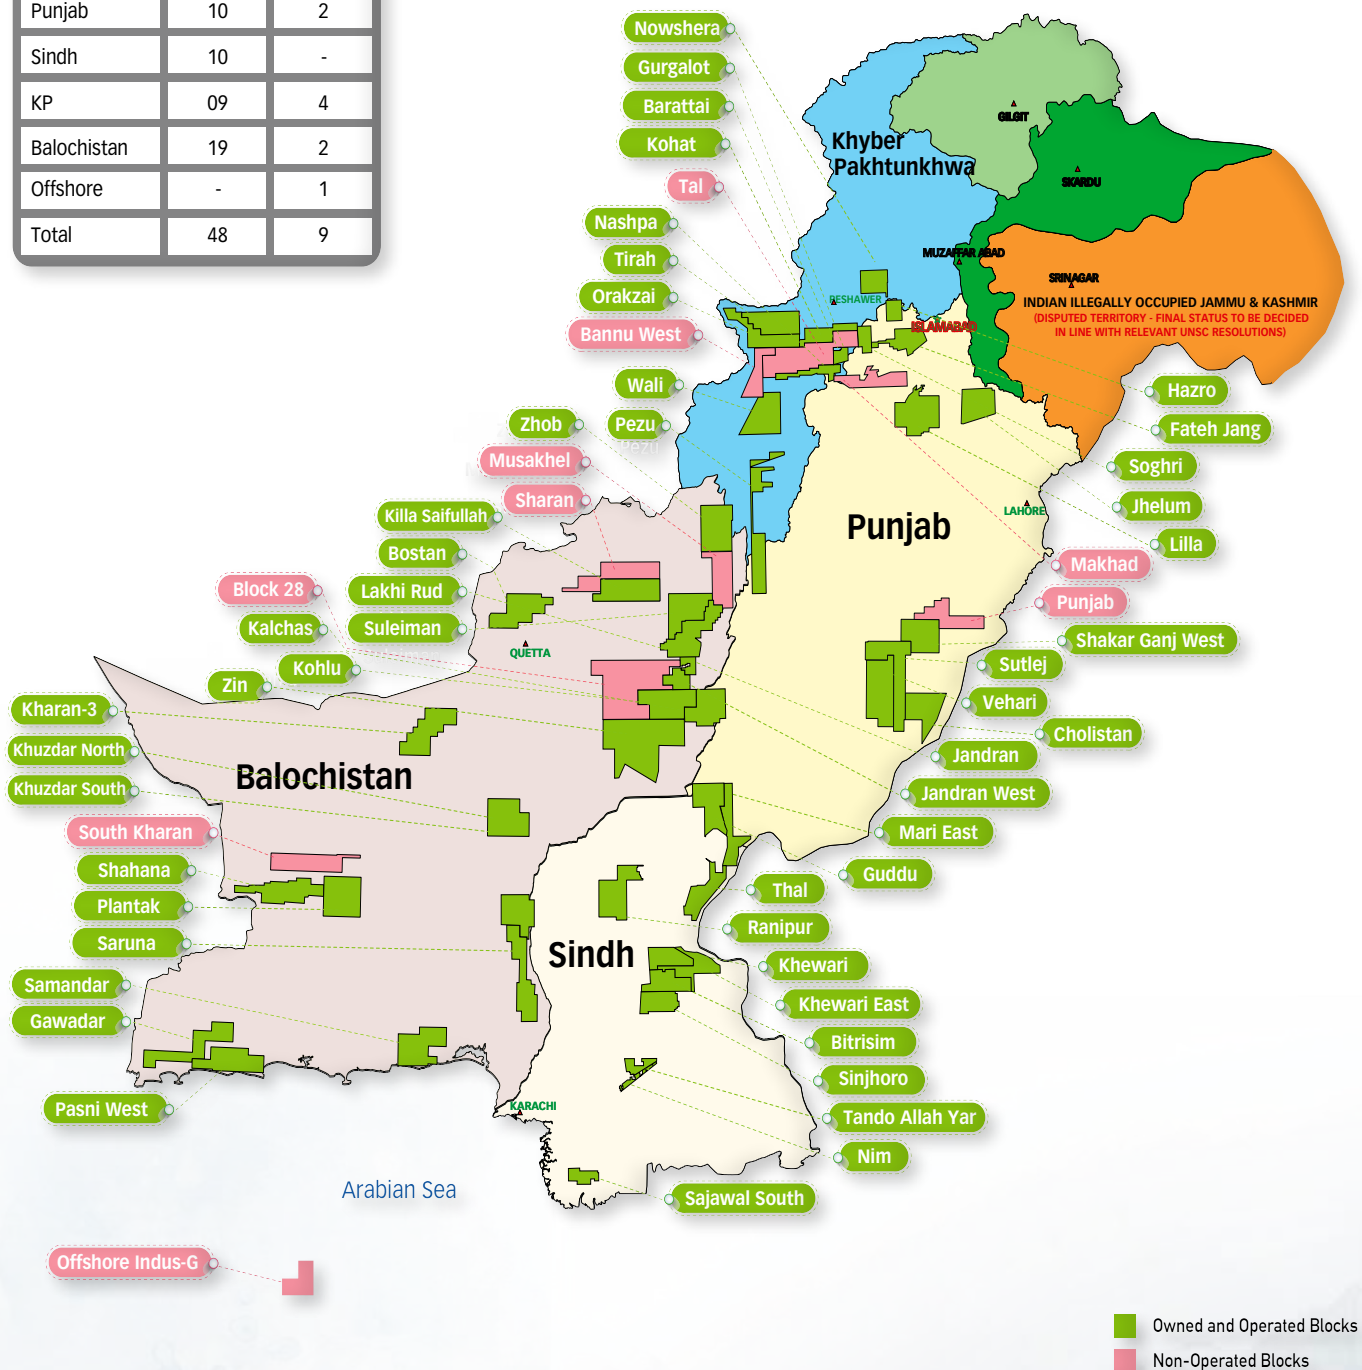 Punjab 10 2
Sindh 10 -
KP 09 4
Balochistan 19 2
Offshore - 1
Total 48 9
Nowshera
Gurgalot
Barattai
Kohat
Tal
Nashpa
Tirah
Orakzai
Bannu West
Wali
Zhob
Pezu
Musakhel
Sharan
Killa Saifullah
Bostan
Lakhi Rud
Block 28
Kalchas
Suleiman
Kohlu
Zin
Kharan-3
Khuzdar North
Khuzdar South
South Kharan
Shahana
Plantak
Saruna
Samandar
Gawadar
Pasni West
Offshore Indus-G
Khyber
Pakhtunkhwa
GILGIT
SKARDU
MUZAFFAR ABAD
SRINAGAR
INDIAN ILLEGALLY OCCUPIED JAMMU & KASHMIR
(DISPUTED TERRITORY - FINAL STATUS TO BE DECIDED
IN LINE WITH RELEVANT UNSC RESOLUTIONS)
PESHAWER
ISLAMABAD
Punjab
LAHORE
QUETTA
Balochistan
Sindh
KARACHI
Arabian Sea
Hazro
Fateh Jang
Soghri
Jhelum
Lilla
Makhad
Punjab
Shakar Ganj West
Sutlej
Vehari
Cholistan
Jandran
Jandran West
Mari East
Guddu
Thal
Ranipur
Khewari
Khewari East
Bitrisim
Sinjhoro
Tando Allah Yar
Nim
Sajawal South
Owned and Operated Blocks
Non-Operated Blocks